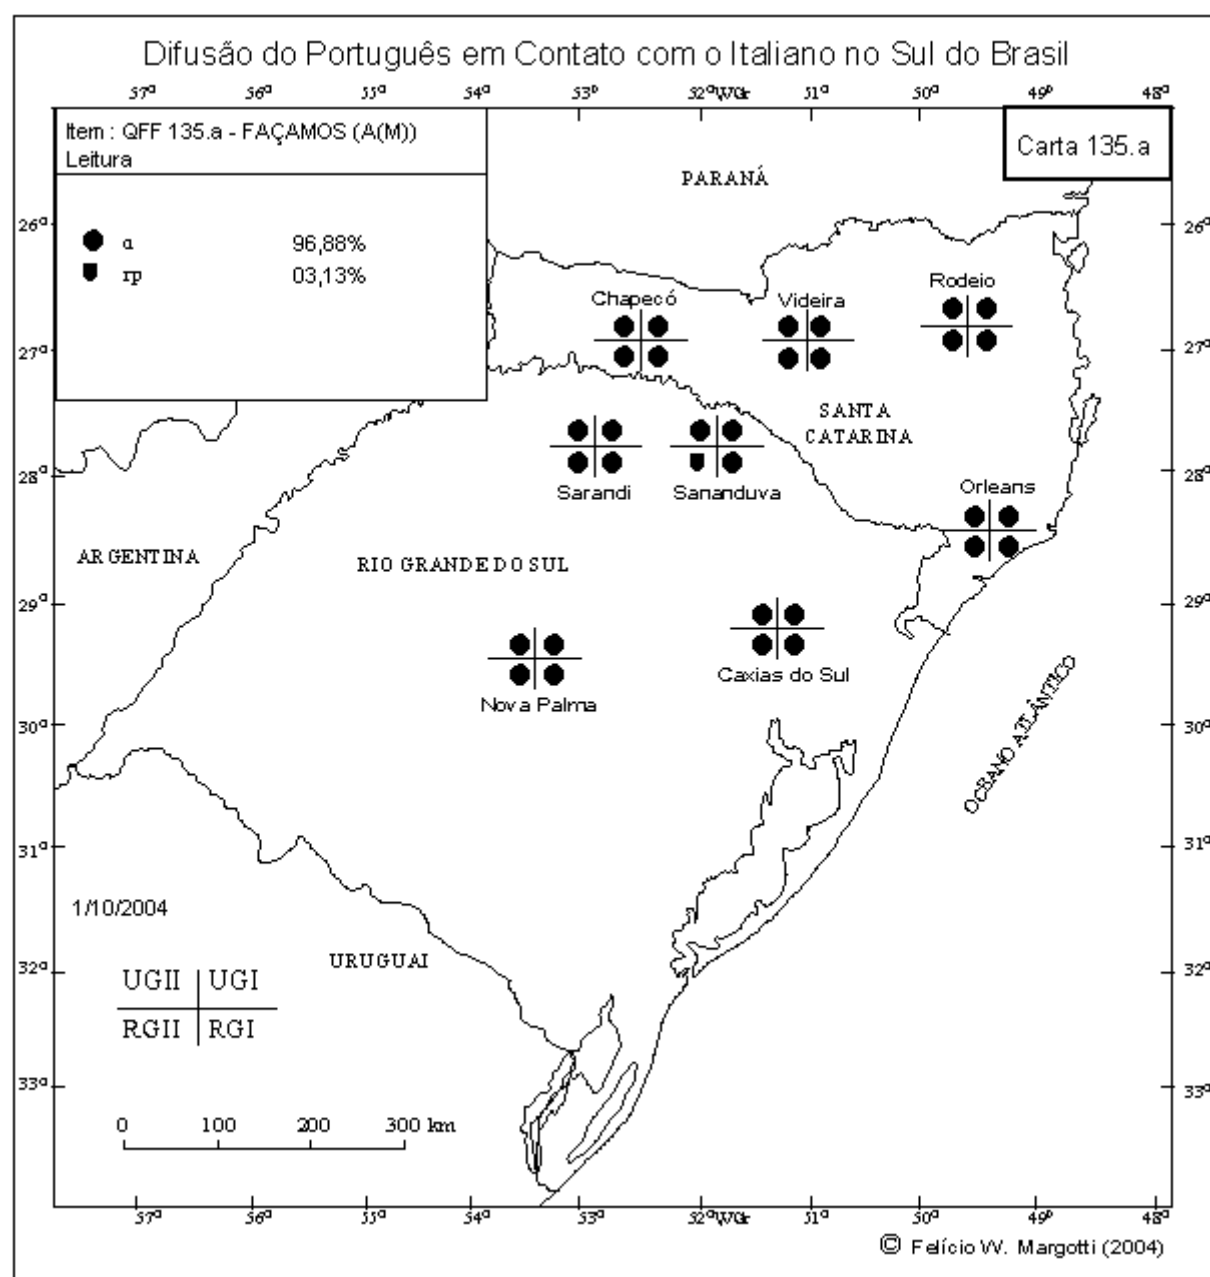 Difusão do Português em Contato com o Italiano no Sul do Brasil
57º 56º 55º 54º 53º 52ºWGr 51º 50º 49º 48º
Item : QFF 135.a - FAÇAMOS (A(M))
Leitura
Carta 135.a
PARANÁ
26º 26º
a 96,88%
rp 03,13%
Rodeio
Chapecó Videira
27º 27º
SANTA
CATARINA
28º 28º
Sarandi Sananduva Orleans
ARGENTINA RIO GRANDE DO SUL
29º 29º
Caxias do Sul
Nova Palma
30º 30º
OCEANO ATLÂNTICO
31º 31º
1/10/2004
URUGUAI
32º 32º
UGII UGI
RGII RGI
33º 33º
0 100 200 300 km
57º 56º 55º 54º 53º 52ºWGr 51º 50º 49º 48º
© Felício W. Margotti (2004)